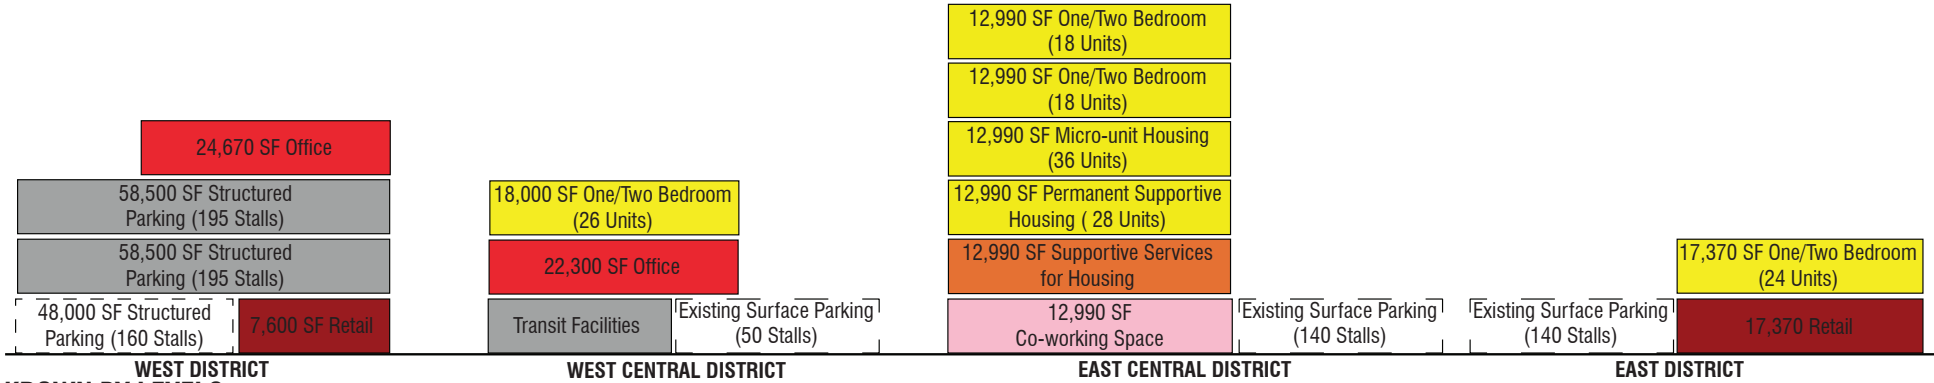 24,670 SF Office
58,500 SF Structured
Parking (195 Stalls)
58,500 SF Structured
Parking (195 Stalls)
48,000 SF Structured
Parking (160 Stalls)
7,600 SF Retail
WEST DISTRICT
18,000 SF One/Two Bedroom
(26 Units)
22,300 SF Office
Transit Facilities
Existing Surface Parking
(50 Stalls)
WEST CENTRAL DISTRICT
12,990 SF One/Two Bedroom
(18 Units)
12,990 SF One/Two Bedroom
(18 Units)
12,990 SF Micro-unit Housing
(36 Units)
12,990 SF Permanent Supportive
Housing ( 28 Units)
12,990 SF Supportive Services
for Housing
12,990 SF
Co-working Space
Existing Surface Parking
(140 Stalls)
EAST CENTRAL DISTRICT
Existing Surface Parking
(140 Stalls)
17,370 SF One/Two Bedroom
(24 Units)
17,370 Retail
EAST DISTRICT